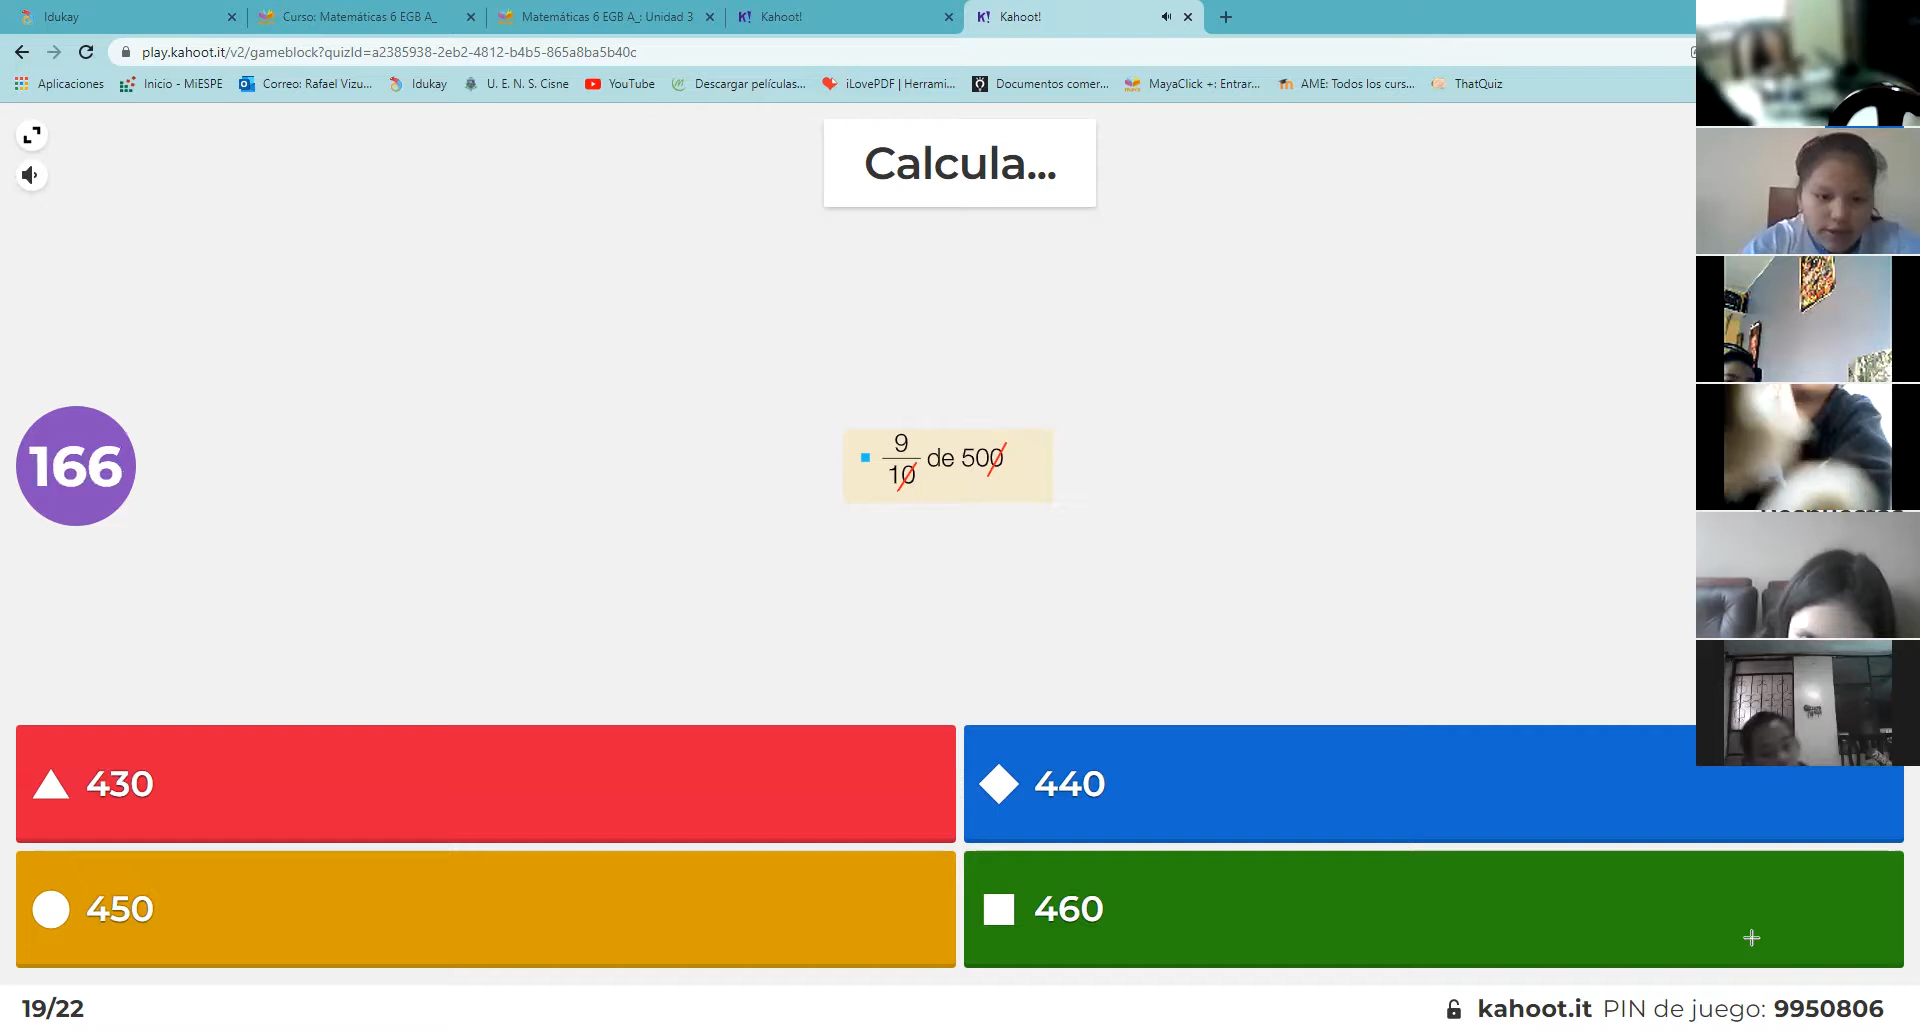 Idukay
Curso: Matemáticas 6 EGB A_
Matemáticas 6 EGB A_: Unidad 3
Kahoot!
Kahoot!
play.kahoot.it/v2/gameblock?quizId=a2385938-2eb2-4812-b4b5-865a8ba5b40c
Aplicaciones
Inicio - MiESPE
Correo: Rafael Vizu...
Idukay
U. E. N. S. Cisne
YouTube
Descargar películas...
iLovePDF | Herrami...
Documentos comer...
MayaClick +: Entrar...
AME: Todos los curs...
ThatQuiz
Calcula...
166
9/10 de 500
430
440
450
460
19/22
kahoot.it PIN de juego: 9950806